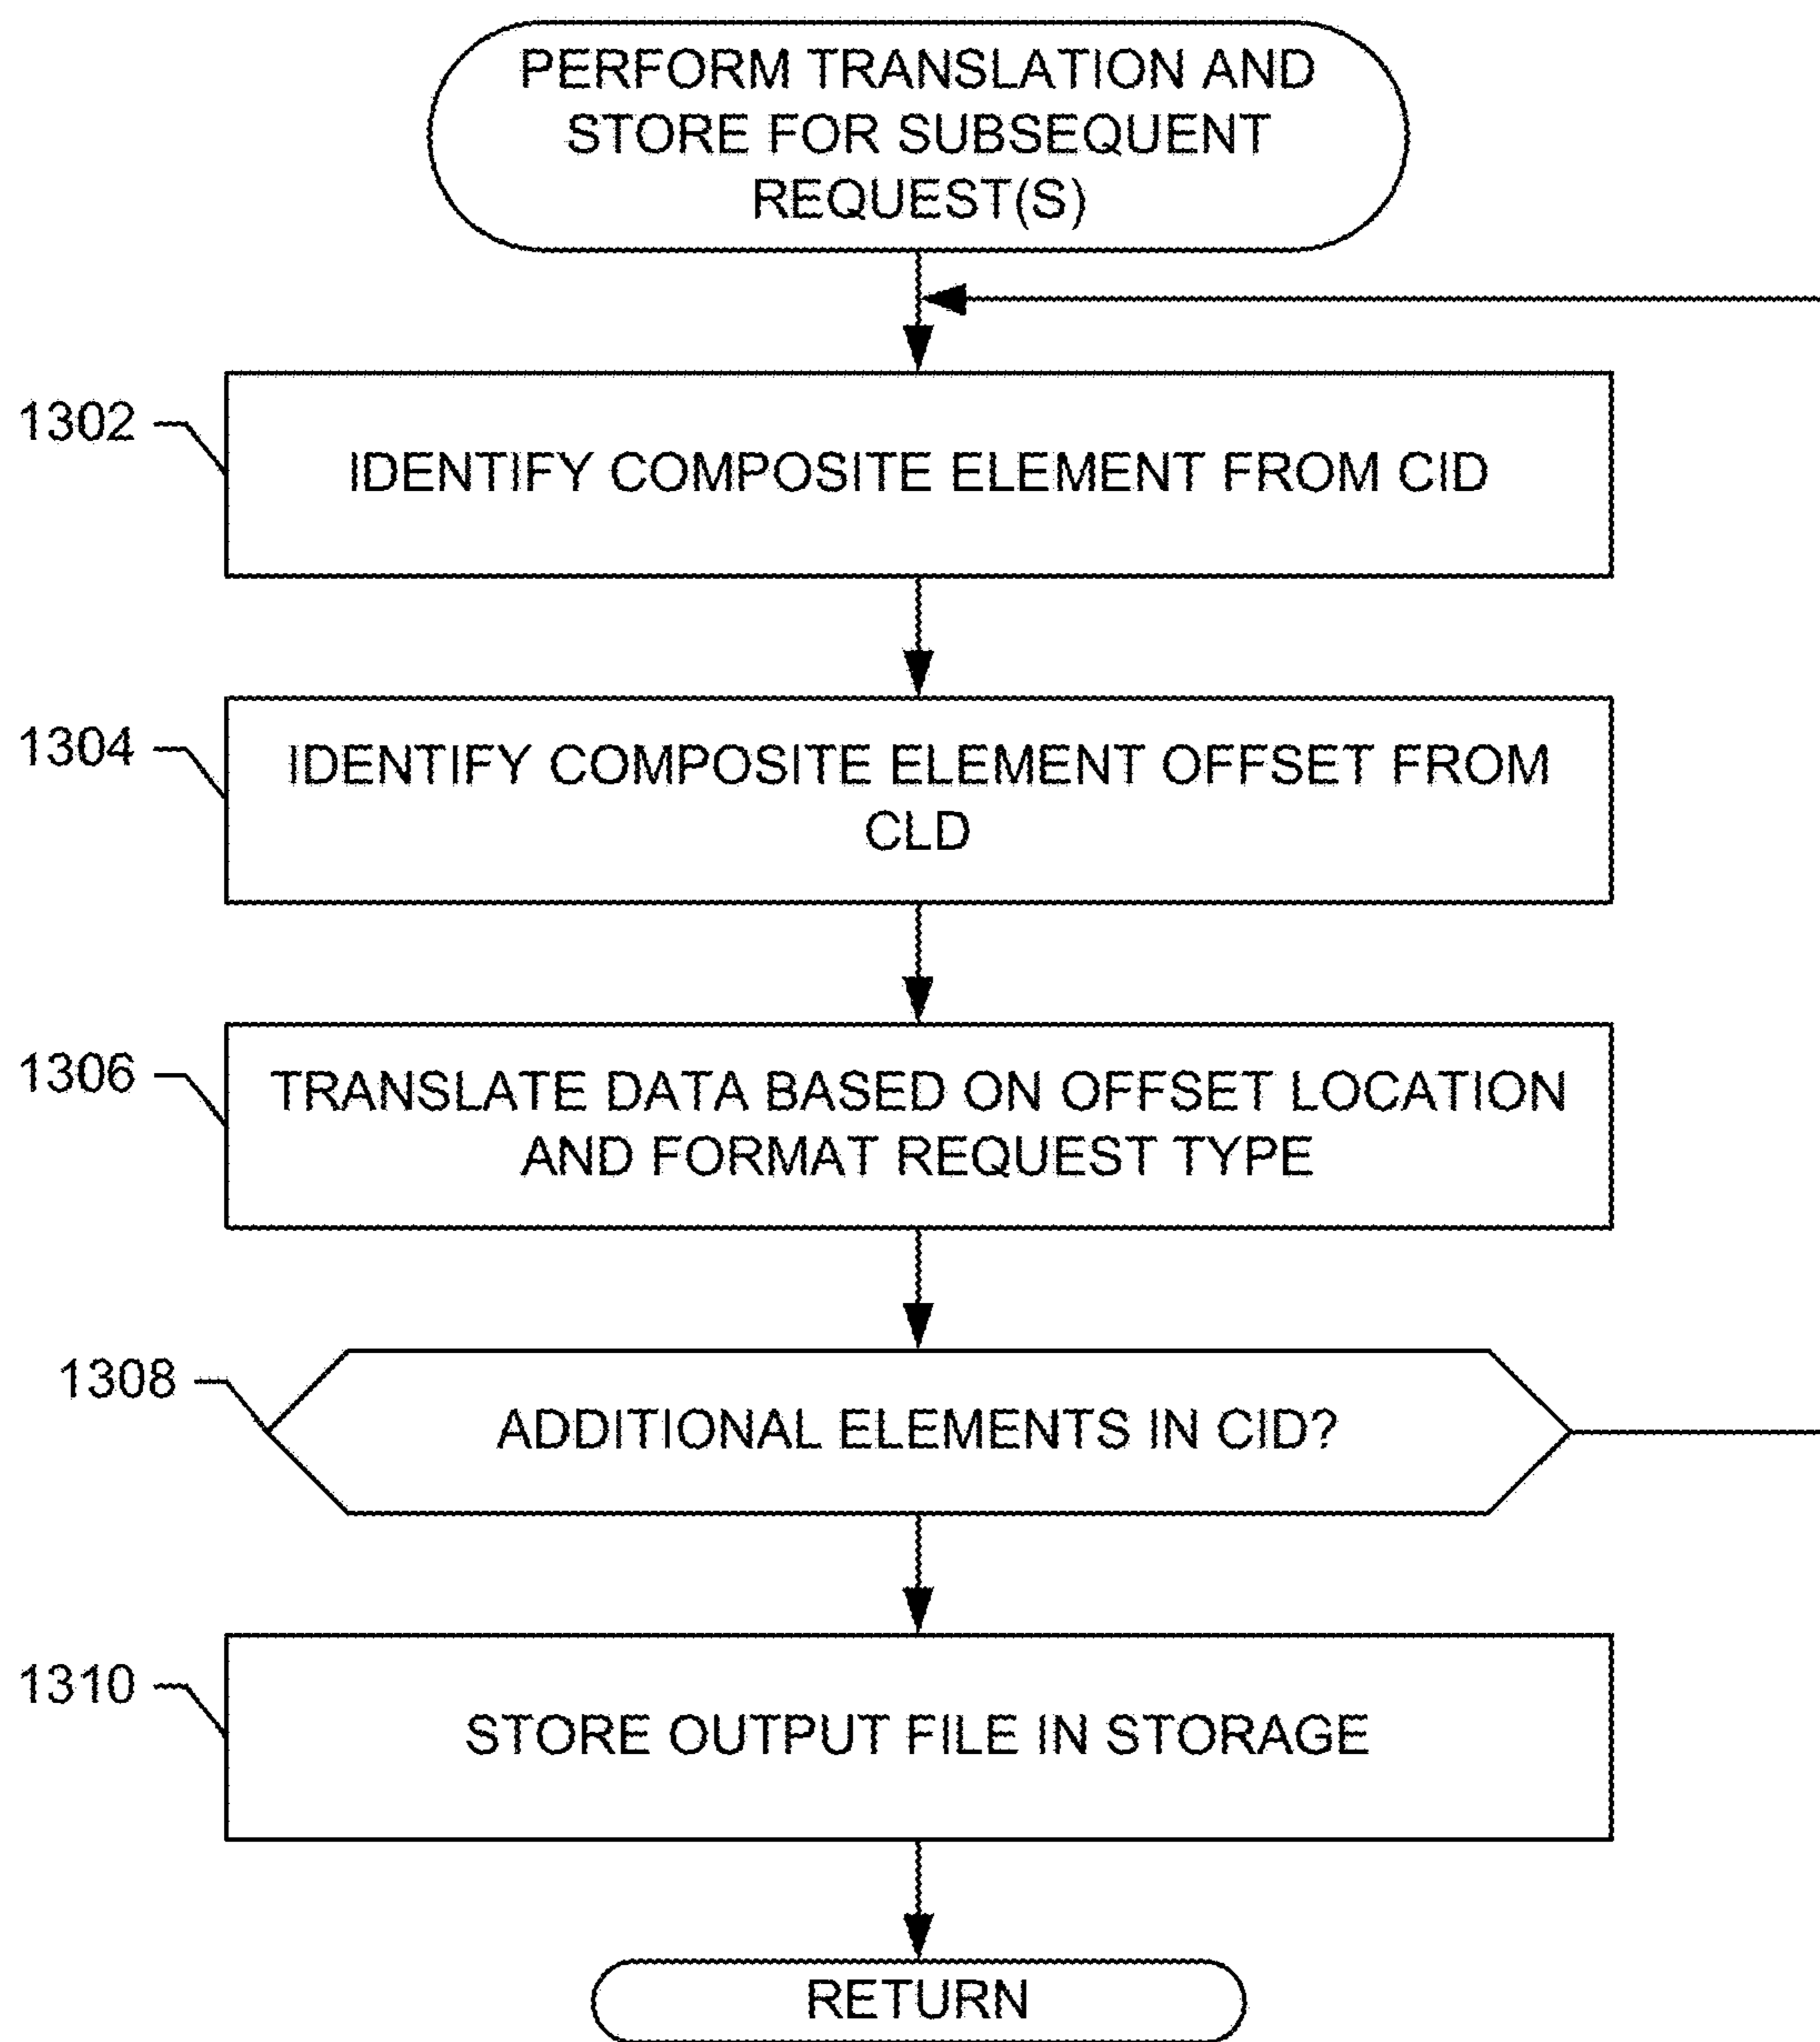 PERFORM TRANSLATION AND
STORE FOR SUBSEQUENT
REQUEST(S)
1302
IDENTIFY COMPOSITE ELEMENT FROM CID
1304
IDENTIFY COMPOSITE ELEMENT OFFSET FROM
CLD
1306
TRANSLATE DATA BASED ON OFFSET LOCATION
AND FORMAT REQUEST TYPE
1308
ADDITIONAL ELEMENTS IN CID?
1310
STORE OUTPUT FILE IN STORAGE
RETURN